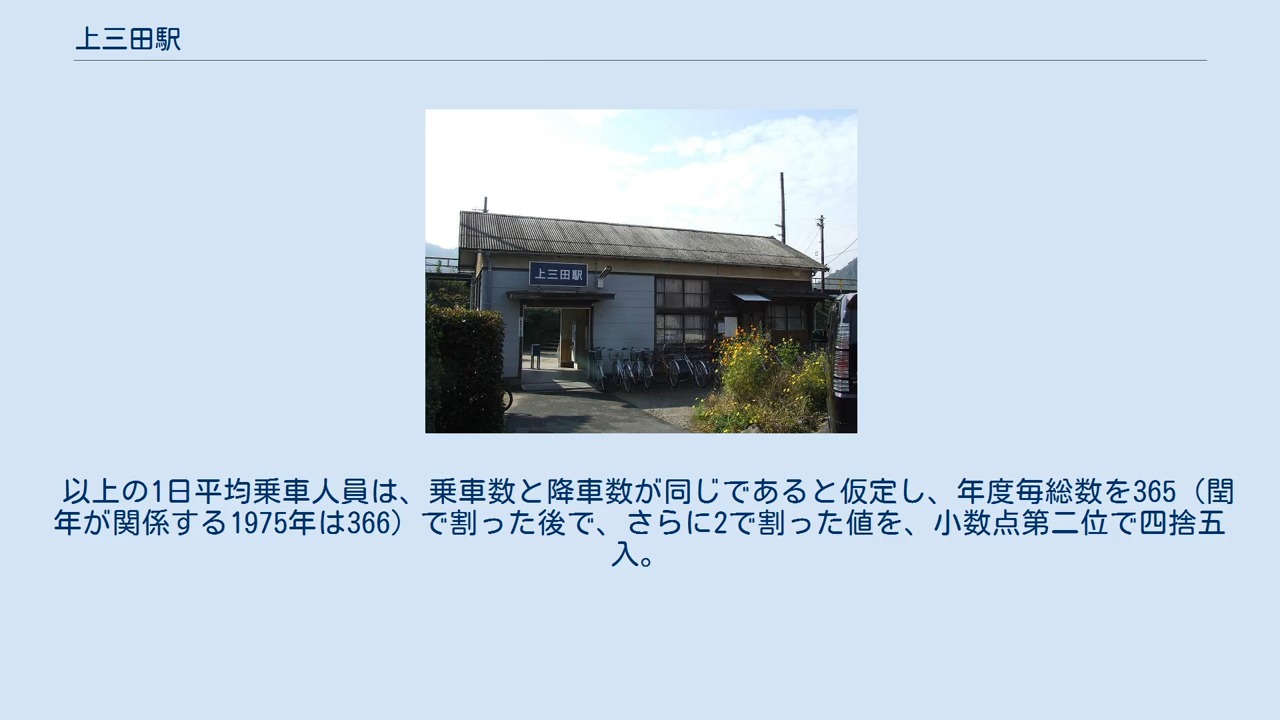 上三田駅
上三田駅
以上の1日平均乗車人員は、乗車数と降車数が同じであると仮定し、年度毎総数を365（閏
年が関係する1975年は366）で割った後で、さらに2で割った値を、小数点第二位で四捨五
入。